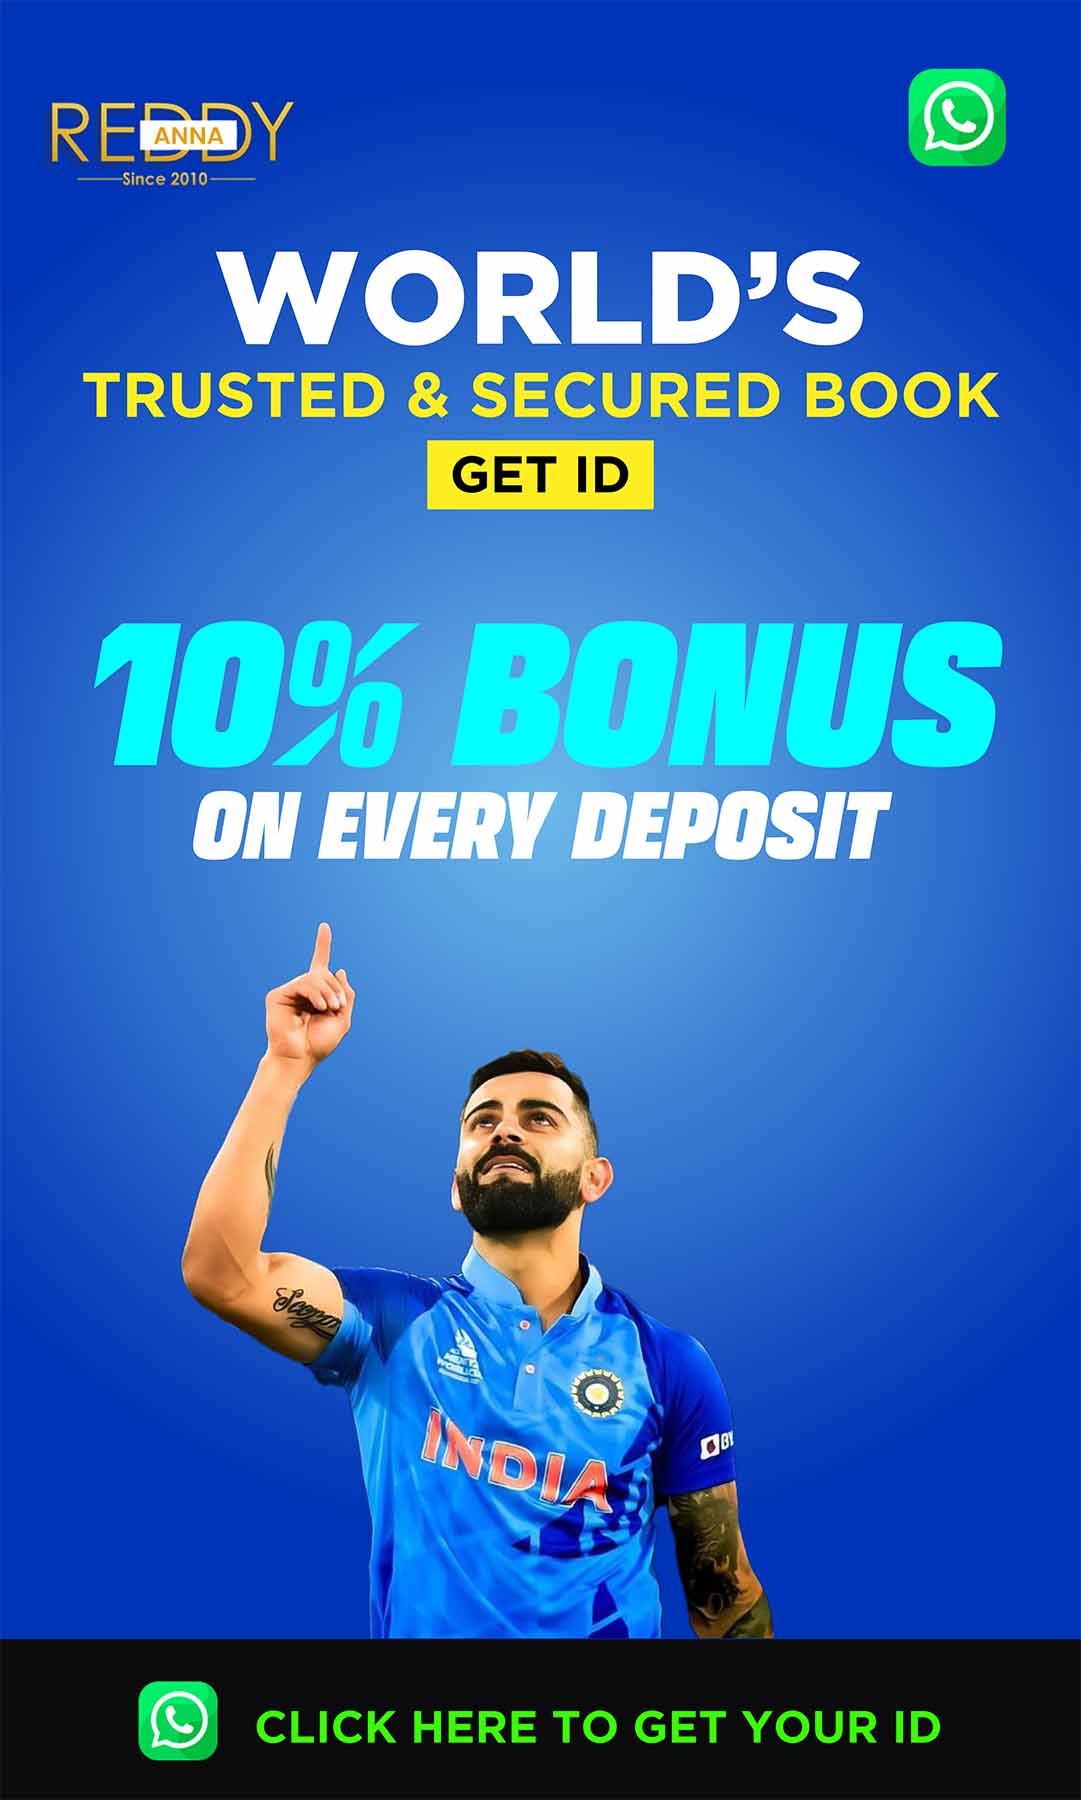 REDDY
ANNA
Since 2010
WORLD'S
TRUSTED & SECURED BOOK
GET ID
10% BONUS
ON EVERY DEPOSIT
INDIA
CLICK HERE TO GET YOUR ID